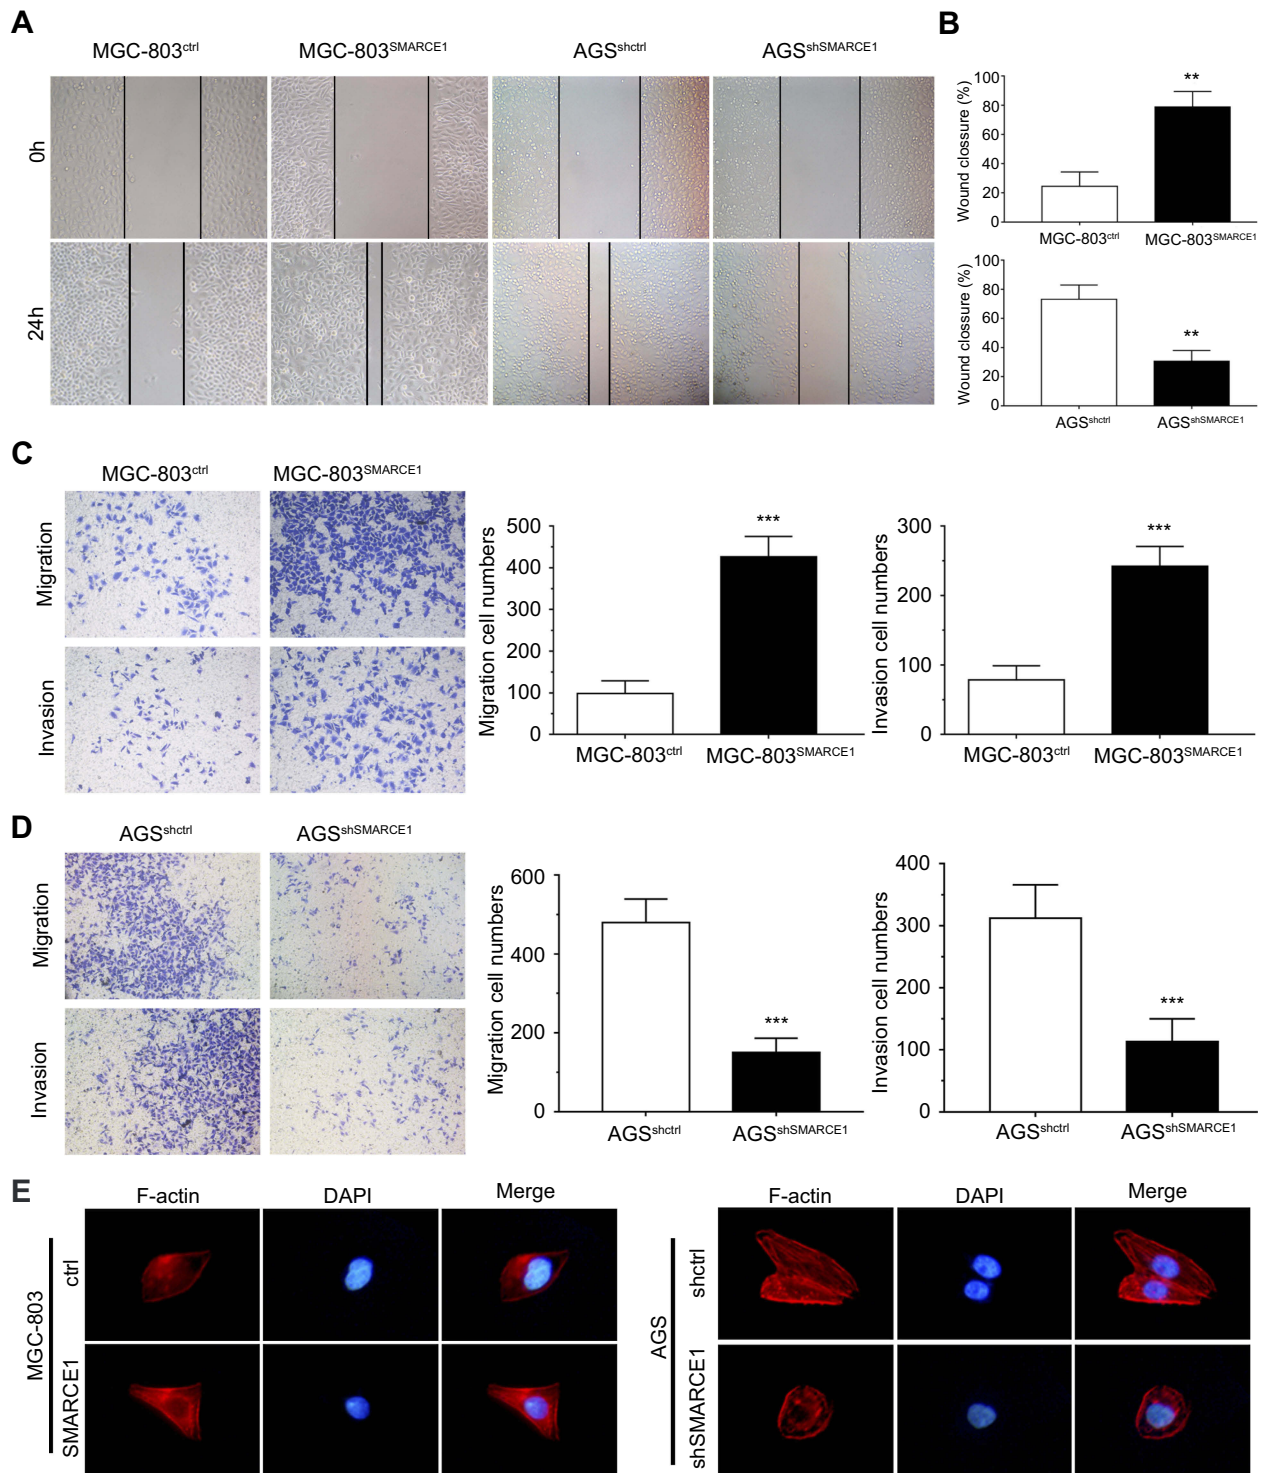 A
MGC-803ctrl
MGC-803SMARCE1
AGSshctrl
AGSshSMARCE1
0h
24h
B
Wound clossure (%)
100
80
60
40
20
0
**
MGC-803ctrl
MGC-803SMARCE1
Wound clossure (%)
100
80
60
40
20
0
**
AGSshctrl
AGSshSMARCE1
C
MGC-803ctrl
MGC-803SMARCE1
Migration
Invasion
Migration cell numbers
500
400
300
200
100
0
***
MGC-803ctrl
MGC-803SMARCE1
Invasion cell numbers
300
200
100
0
***
MGC-803ctrl
MGC-803SMARCE1
D
AGSshctrl
AGSshSMARCE1
Migration
Invasion
Migration cell numbers
600
400
200
0
***
AGSshctrl
AGSshSMARCE1
Invasion cell numbers
400
300
200
100
0
***
AGSshctrl
AGSshSMARCE1
E
F-actin
DAPI
Merge
MGC-803
ctrl
SMARCE1
F-actin
DAPI
Merge
AGS
shctrl
shSMARCE1